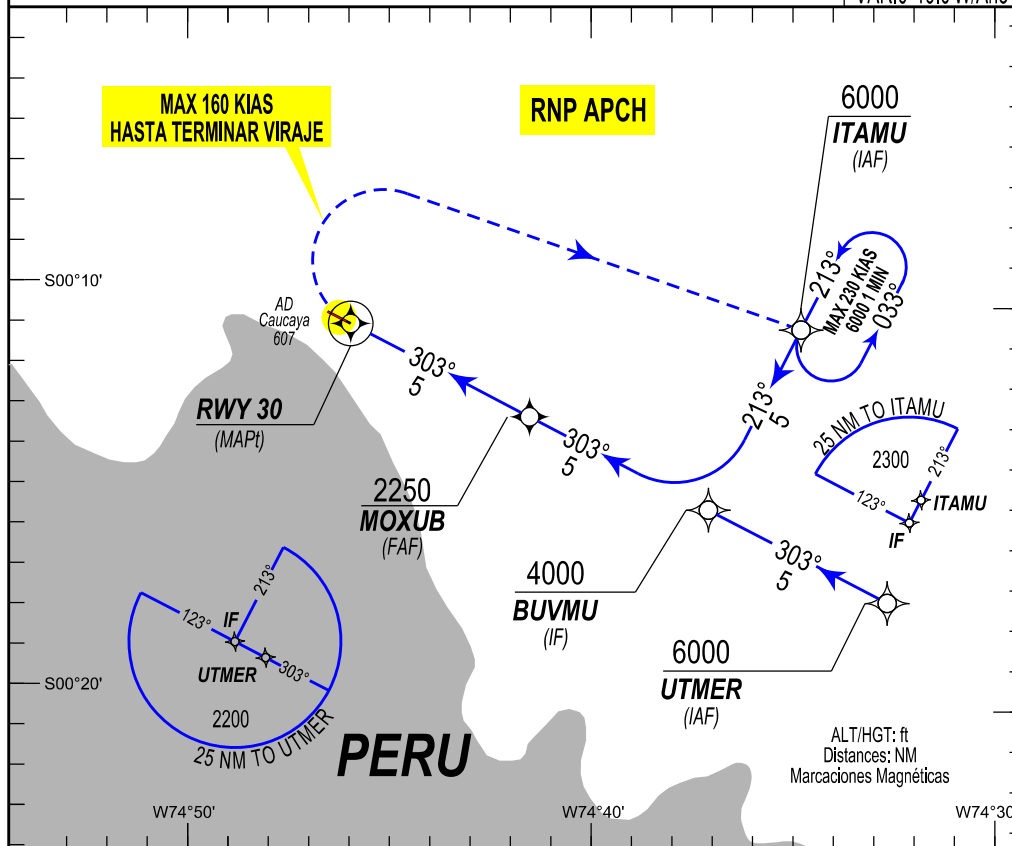 MAX 160 KIAS
HASTA TERMINAR VIRAJE
RNP APCH
6000
ITAMU
(IAF)
213°
MAX 230 KIAS
6000 1 MIN
033°
S00°10'
AD
Caucaya
607
303°
5
213°
5
RWY 30
(MAPt)
303°
5
25 NM TO ITAMU
2300
213°
123°
ITAMU
IF
2250
MOXUB
(FAF)
303°
5
4000
BUVMU
(IF)
213°
123°
IF
UTMER
303°
2200
25 NM TO UTMER
6000
UTMER
(IAF)
S00°20'
PERU
ALT/HGT: ft
Distances: NM
Marcaciones Magnéticas
W74°50'
W74°40'
W74°30